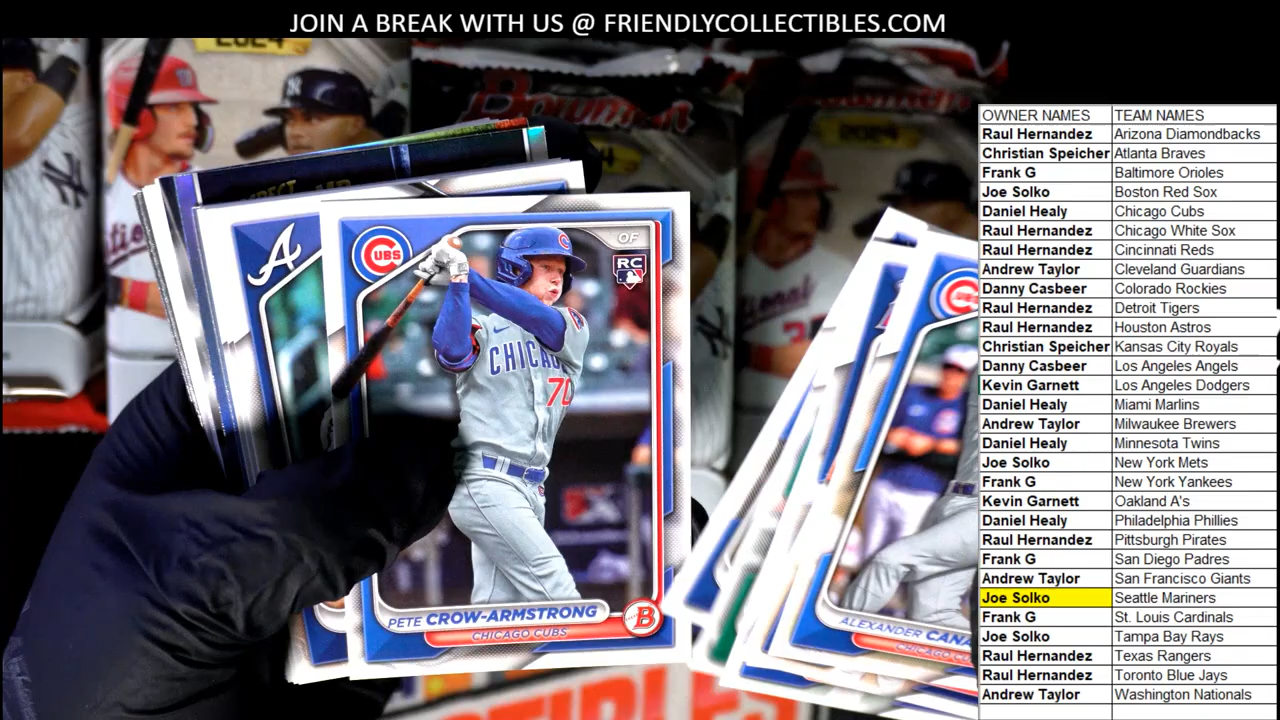 JOIN A BREAK WITH US @ FRIENDLYCOLLECTIBLES.COM
2024
Bowman
OWNER NAMES TEAM NAMES
Raul Hernandez Arizona Diamondbacks
Christian Speicher Atlanta Braves
Frank G Baltimore Orioles
Joe Solko Boston Red Sox
Daniel Healy Chicago Cubs
Raul Hernandez Chicago White Sox
Raul Hernandez Cincinnati Reds
Andrew Taylor Cleveland Guardians
Danny Casbeer Colorado Rockies
Raul Hernandez Detroit Tigers
Raul Hernandez Houston Astros
Christian Speicher Kansas City Royals
Danny Casbeer Los Angeles Angels
Kevin Garnett Los Angeles Dodgers
Daniel Healy Miami Marlins
Andrew Taylor Milwaukee Brewers
Daniel Healy Minnesota Twins
Joe Solko New York Mets
Frank G New York Yankees
Kevin Garnett Oakland A's
Daniel Healy Philadelphia Phillies
Raul Hernandez Pittsburgh Pirates
Frank G San Diego Padres
Andrew Taylor San Francisco Giants
Joe Solko Seattle Mariners
Frank G St. Louis Cardinals
Joe Solko Tampa Bay Rays
Raul Hernandez Texas Rangers
Raul Hernandez Toronto Blue Jays
Andrew Taylor Washington Nationals
CUBS
OF
RC
A
CHICAG
70
PETE CROW-ARMSTRONG
CHICAGO CUBS
B
ALEXANDER CANA
CHICAGO CU